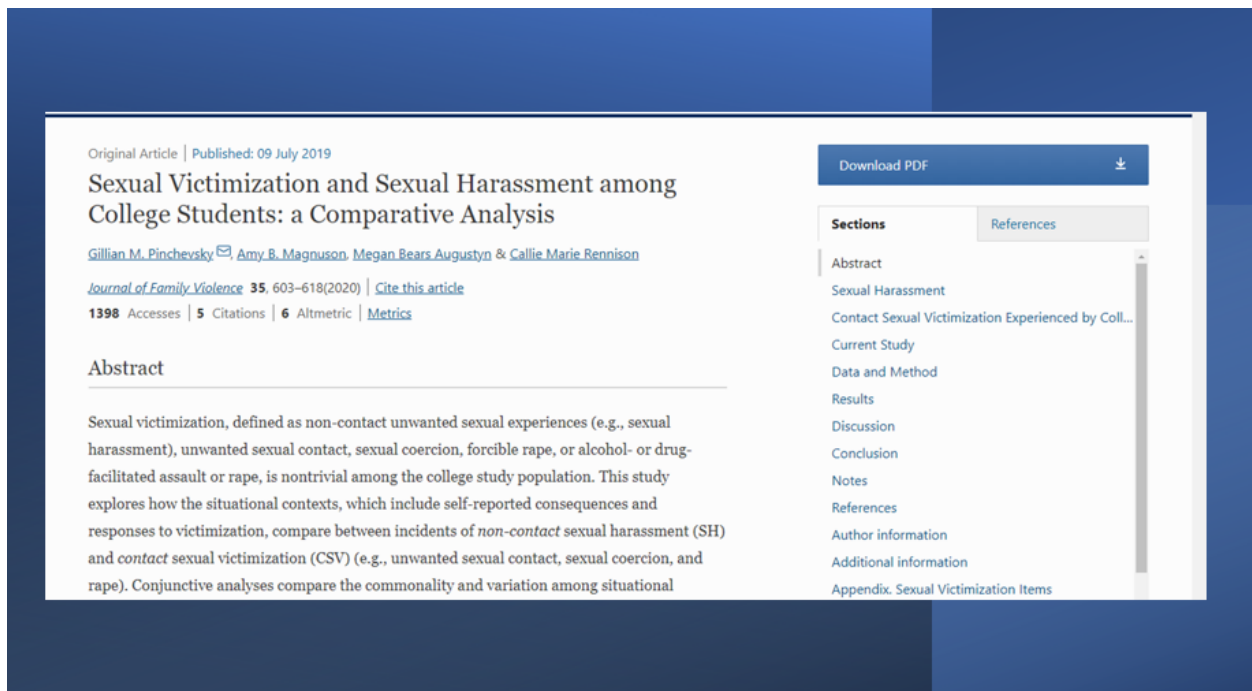 Original Article | Published: 09 July 2019
Sexual Victimization and Sexual Harassment among
College Students: a Comparative Analysis
Gillian M. Pinchevsky, Amy B. Magnuson, Megan Bears Augustyn & Callie Marie Rennison
Journal of Family Violence 35, 603–618(2020) | Cite this article
1398 Accesses | 5 Citations | 6 Altmetric | Metrics
Abstract
Sexual victimization, defined as non-contact unwanted sexual experiences (e.g., sexual
harassment), unwanted sexual contact, sexual coercion, forcible rape, or alcohol- or drug-
facilitated assault or rape, is nontrivial among the college study population. This study
explores how the situational contexts, which include self-reported consequences and
responses to victimization, compare between incidents of non-contact sexual harassment (SH)
and contact sexual victimization (CSV) (e.g., unwanted sexual contact, sexual coercion, and
rape). Conjunctive analyses compare the commonality and variation among situational
Download PDF
Sections
References
Abstract
Sexual Harassment
Contact Sexual Victimization Experienced by Coll...
Current Study
Data and Method
Results
Discussion
Conclusion
Notes
References
Author information
Additional information
Appendix. Sexual Victimization Items